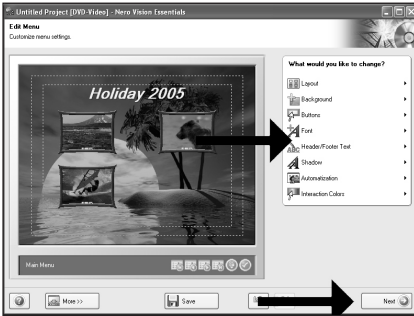 Untitled Project [DVD-Video] - Nero Vision Essentials
Edit Menu
Customize menu settings.
What would you like to change?
Layout
Background
Buttons
Font
Header/Footer Text
Shadow
Automatization
Interaction Colors
Holiday 2005
Main Menu
More >>
Save
Next